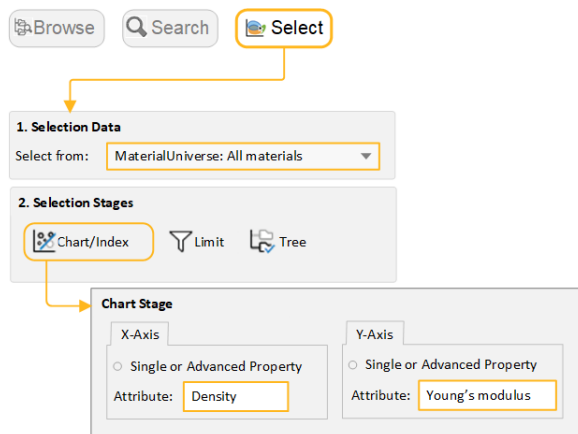 Browse Search Select
1. Selection Data
Select from: MaterialUniverse: All materials
2. Selection Stages
Chart/Index Limit Tree
Chart Stage
X-Axis Y-Axis
Single or Advanced Property Single or Advanced Property
Attribute: Density Attribute: Young's modulus